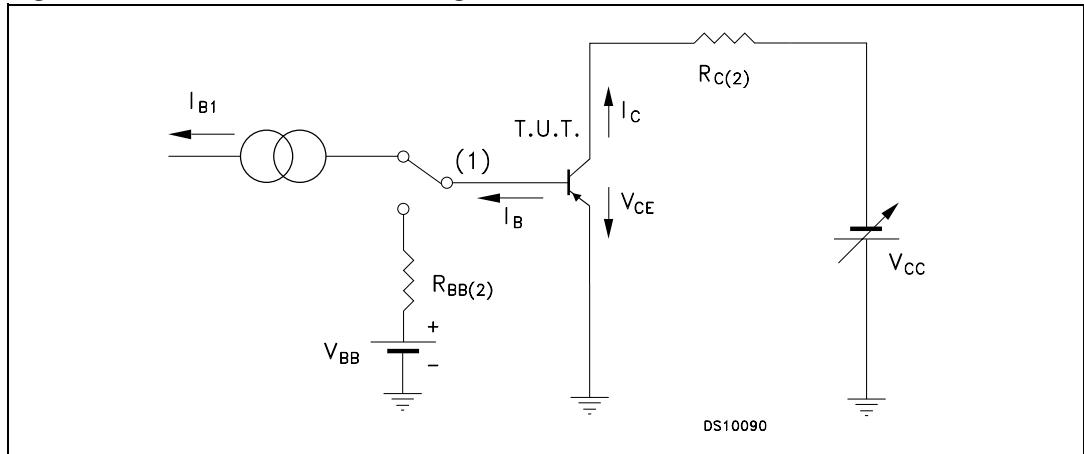 R_C(2)
I_B1
I_C
T.U.T.
(1)
V_CE
I_B
V_CC
R_BB(2)
+
V_BB
−
DS10090